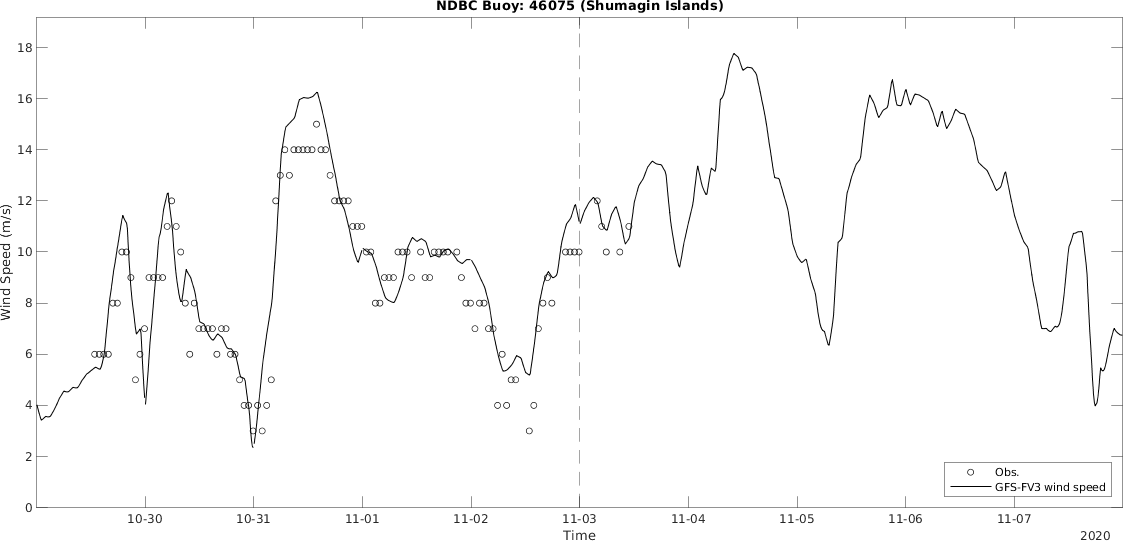 NDBC Buoy: 46075 (Shumagin Islands)
Wind Speed (m/s)
18
16
14
12
10
8
6
4
2
0
10-30 10-31 11-01 11-02 11-03 11-04 11-05 11-06 11-07
Time
2020
Obs.
GFS-FV3 wind speed